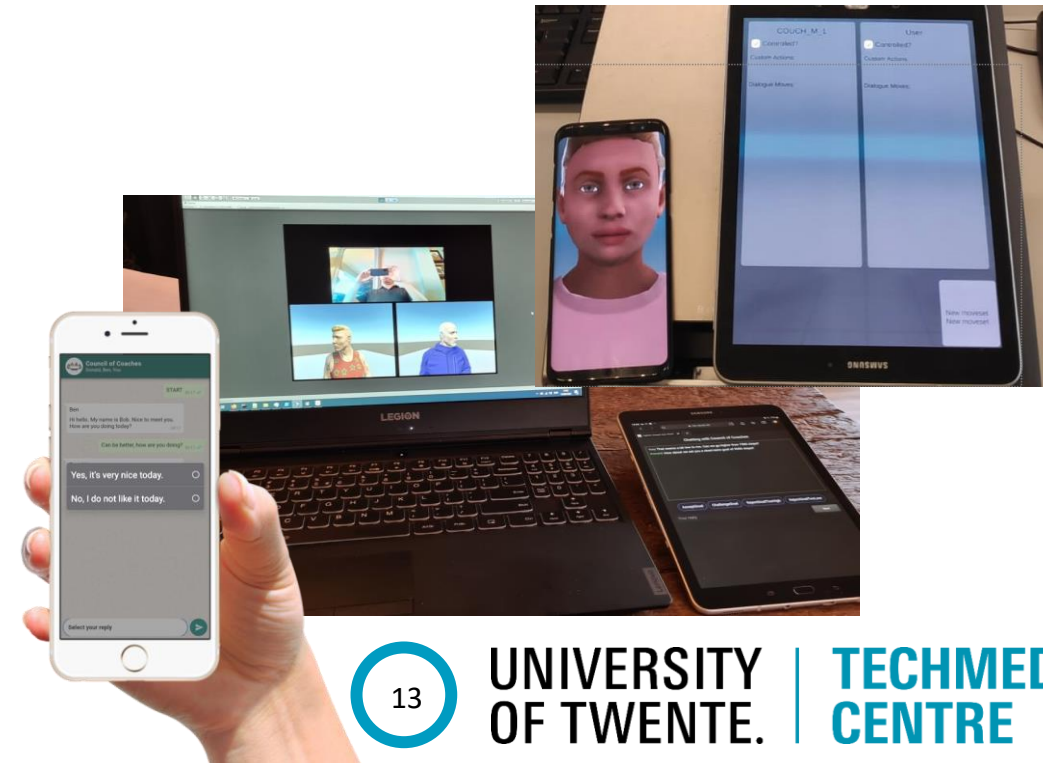 COUCH_M_1
User
Controlled?
Controlled?
Custom Actions:
Custom Actions:
Dialogue Moves:
Dialogue Moves:
New moveset
New moveset
SAMSUNG
LEGION
Council of Coaches
START
Ben
Hi hello. My name is Bob. Nice to meet you.
How are you doing today?
Can be better, how are you doing?
Yes, it's very nice today.
No, I do not like it today.
Select your reply
SAMSUNG
Chatting with Council of Coaches
Your reply
13
UNIVERSITY
OF TWENTE.
TECHMED
CENTRE